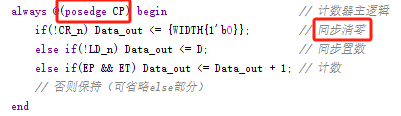 always @(posedge CP) begin // 计数器主逻辑
if(!CR_n) Data_out <= {WIDTH{1'b0}}; // 同步清零
else if(!LD_n) Data_out <= D; // 同步置数
else if(EP && ET) Data_out <= Data_out + 1; // 计数
// 否则保持（可省略else部分）
end